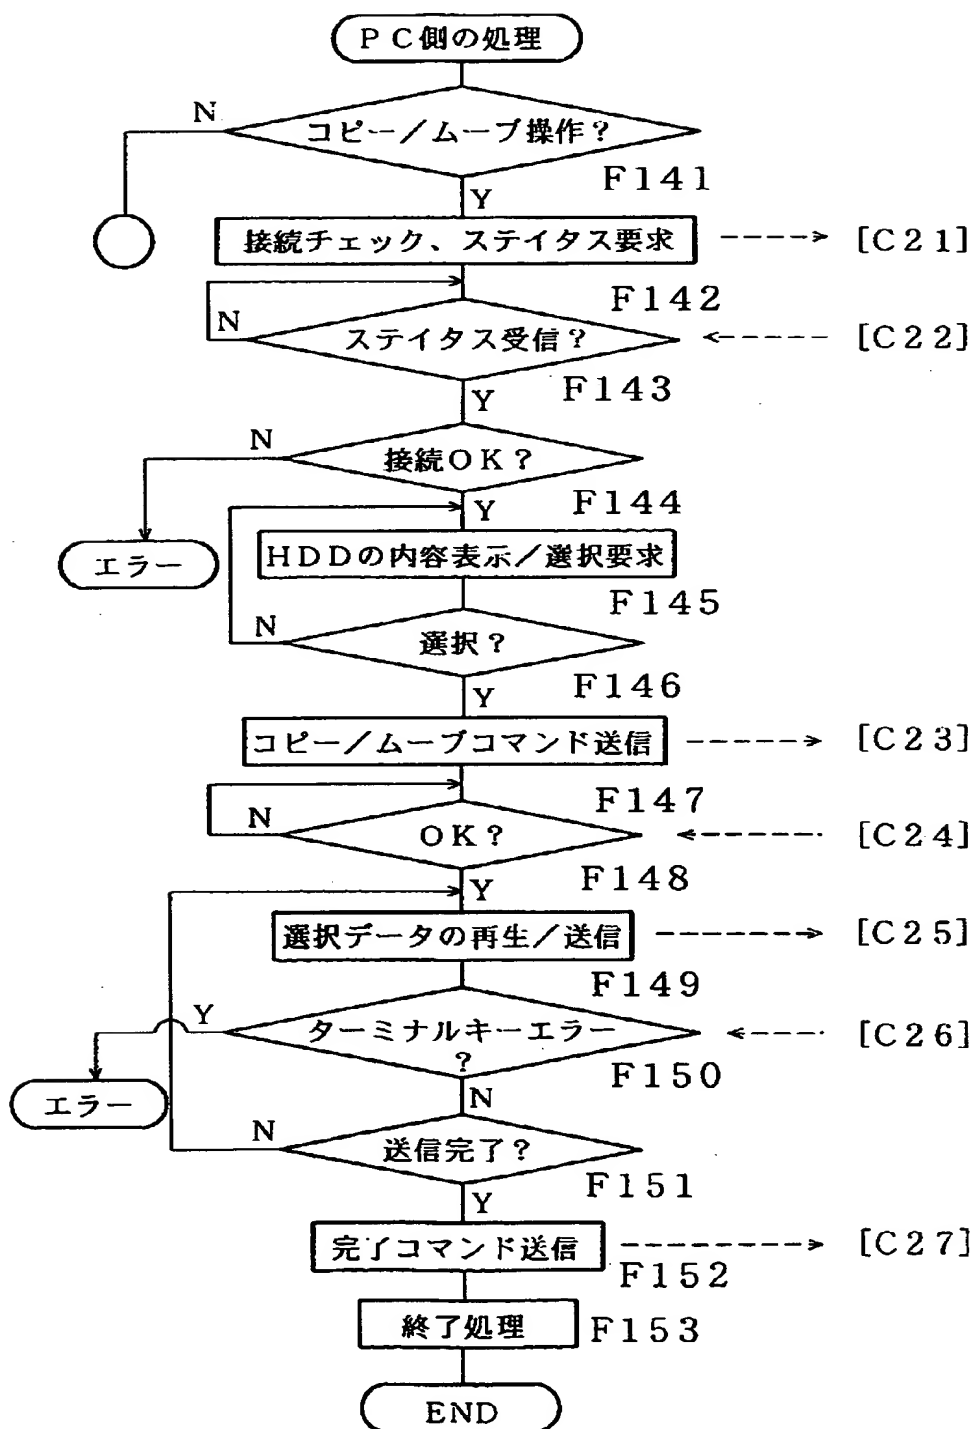 ＰＣ側の処理
N
コピー／ムーブ操作？
F141
Y
接続チェック、ステイタス要求
[C21]
F142
N
ステイタス受信？
[C22]
F143
Y
N
接続ＯＫ？
F144
Y
エラー
ＨＤＤの内容表示／選択要求
F145
N
選択？
F146
Y
コピー／ムーブコマンド送信
[C23]
F147
N
ＯＫ？
[C24]
F148
Y
選択データの再生／送信
[C25]
F149
Y
ターミナルキーエラー
？
[C26]
F150
エラー
N
N
送信完了？
F151
Y
完了コマンド送信
[C27]
F152
終了処理
F153
END